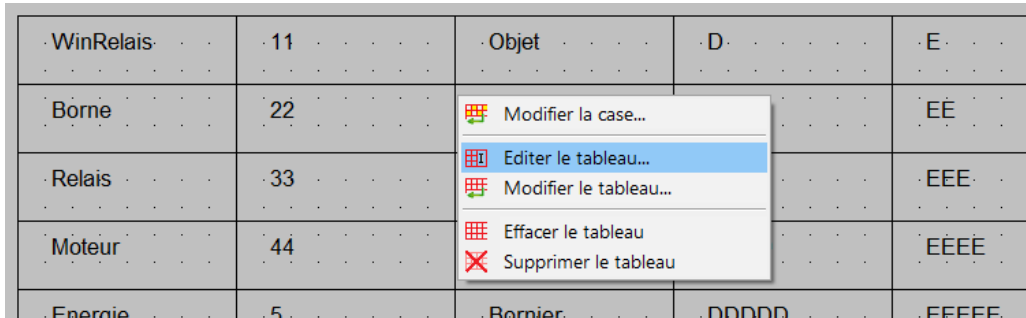 WinRelais 11 Objet D E
Borne 22 EE
Modifier la case...
Editer le tableau...
Relais 33 EEE
Modifier le tableau...
Effacer le tableau
Moteur 44 EEEE
Supprimer le tableau
Energie 5 Bornier DDDDD EEEEE